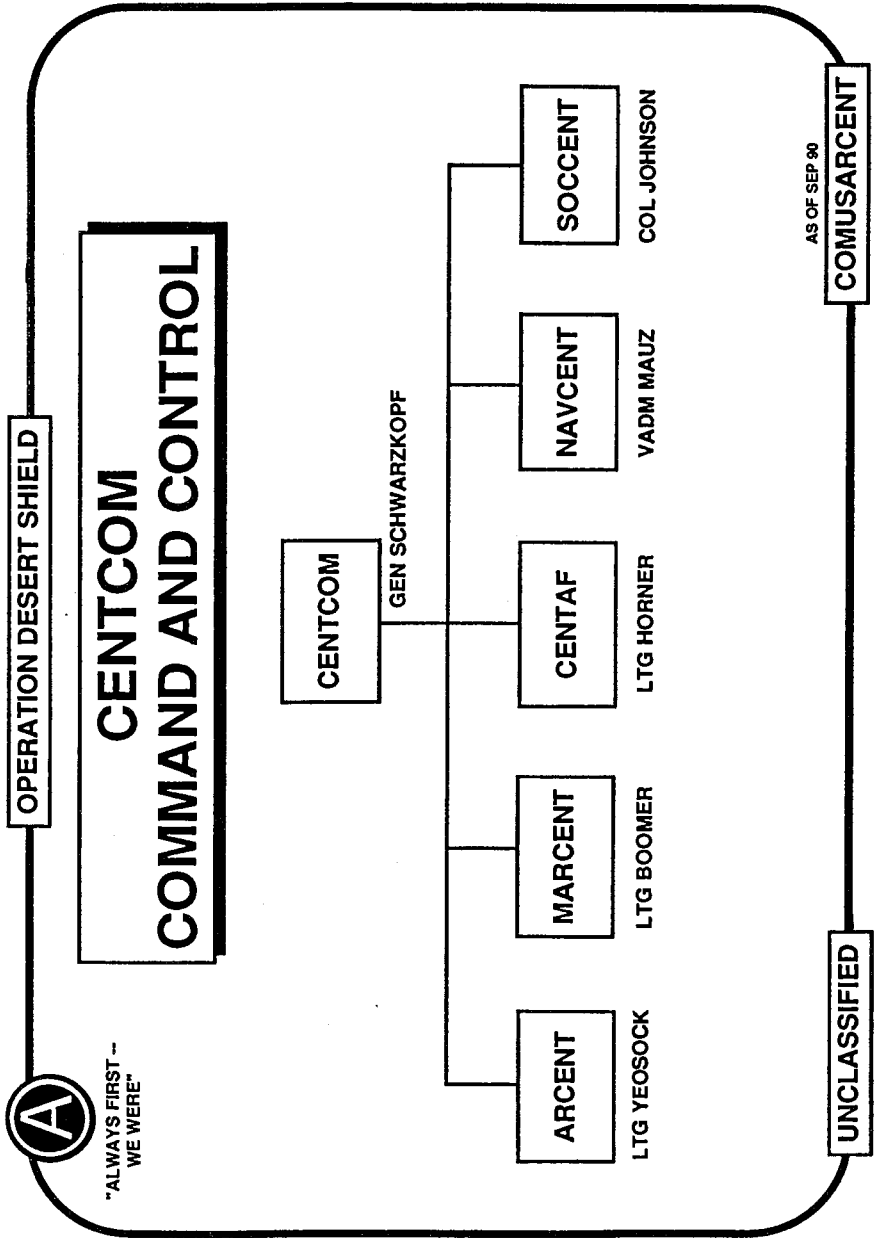 OPERATION DESERT SHIELD
A
"ALWAYS FIRST --
WE WERE"
CENTCOM
COMMAND AND CONTROL
CENTCOM
GEN SCHWARZKOPF
ARCENT
MARCENT
CENTAF
NAVCENT
SOCCENT
LTG YEOSOCK
LTG BOOMER
LTG HORNER
VADM MAUZ
COL JOHNSON
AS OF SEP 90
UNCLASSIFIED
COMUSARCENT